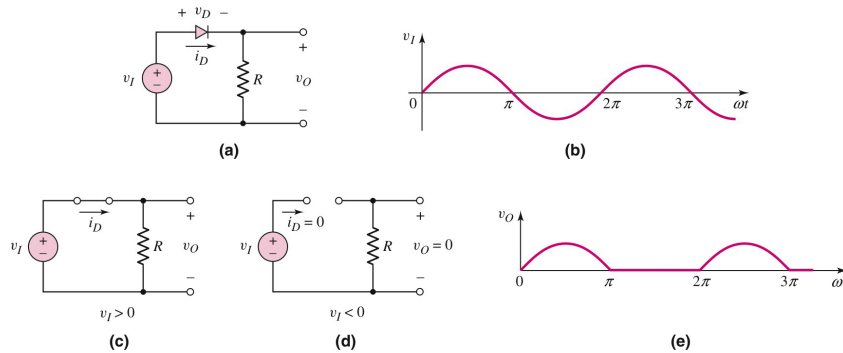 + v_D −
v_I
+
−
i_D
R
+
v_O
−
(a)
v_I
0
π
2π
3π
ωt
(b)
v_I
+
−
i_D
R
+
v_O
−
v_I > 0
(c)
v_I
+
−
i_D = 0
R
+
v_O = 0
−
v_I < 0
(d)
v_O
0
π
2π
3π
ω
(e)